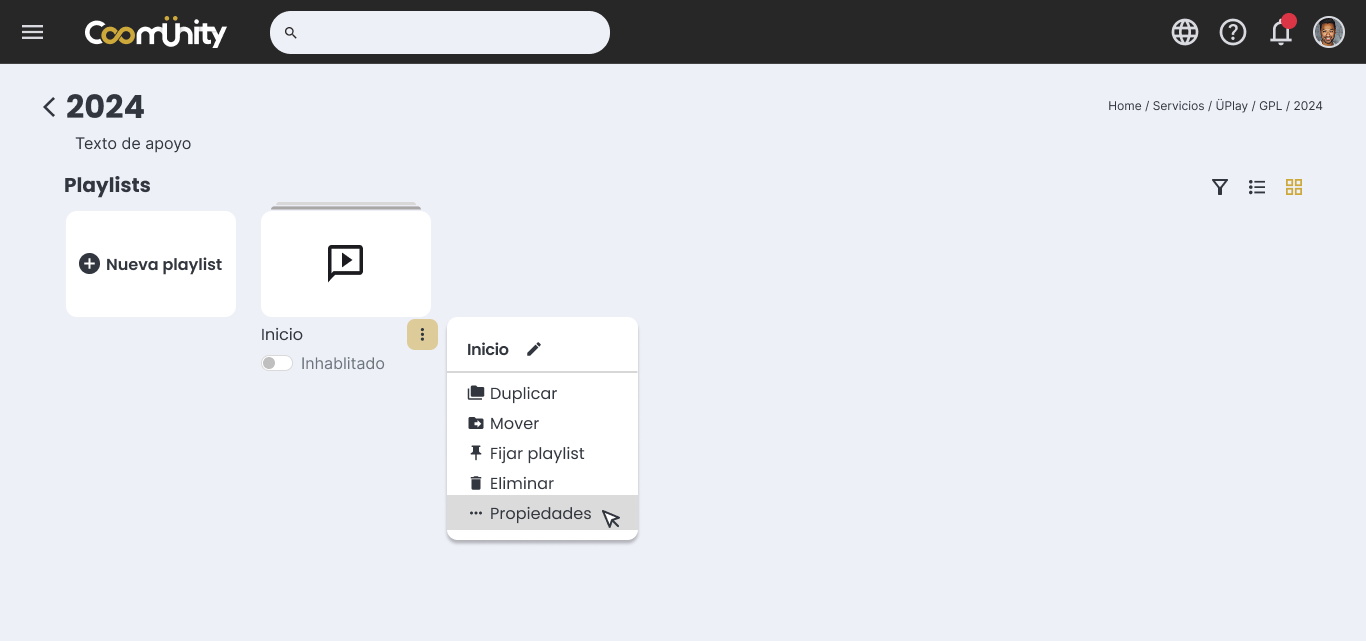 CoomÜnity
2024
Home / Servicios / ÜPlay / GPL / 2024
Texto de apoyo
Playlists
Nueva playlist
Inicio
Inhablitado
Inicio
Duplicar
Mover
Fijar playlist
Eliminar
Propiedades